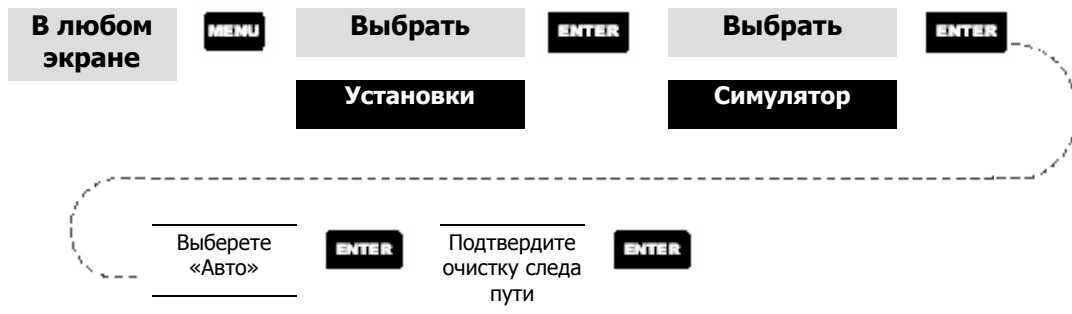 В любом
экране
MENU
Выбрать
Установки
ENTER
Выбрать
Симулятор
ENTER
Выберете
«Авто»
ENTER
Подтвердите
очистку следа
пути
ENTER